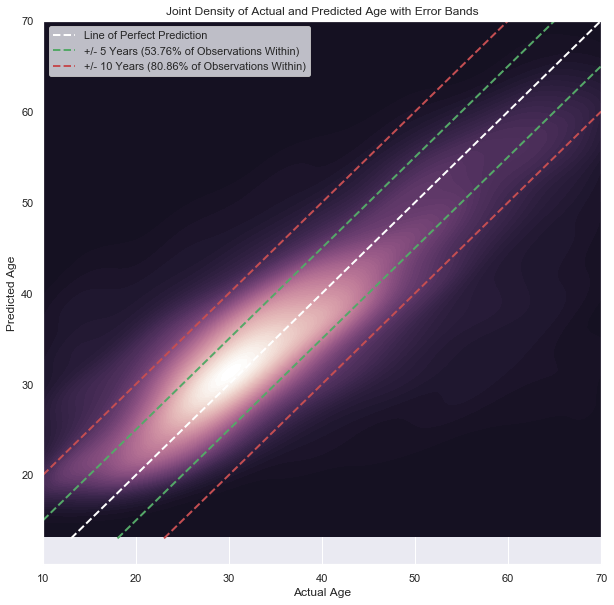 Joint Density of Actual and Predicted Age with Error Bands
70
Line of Perfect Prediction
+/- 5 Years (53.76% of Observations Within)
+/- 10 Years (80.86% of Observations Within)
60
50
Predicted Age
40
30
20
10 20 30 40 50 60 70
Actual Age